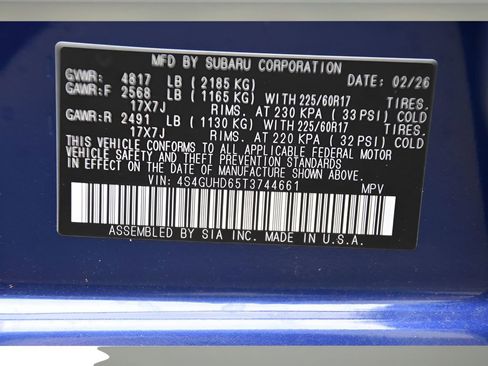 MFD BY SUBARU CORPORATION
GVWR: 4817 LB ( 2185 KG) DATE: 02/26
GAWR:F 2568 LB ( 1165 KG) WITH 225/60R17 TIRES.
17X7J RIMS. AT 230 KPA ( 33 PSI) COLD
GAWR:R 2491 LB ( 1130 KG) WITH 225/60R17 TIRES.
17X7J RIMS. AT 220 KPA ( 32 PSI) COLD
THIS VEHICLE CONFORMS TO ALL APPLICABLE FEDERAL MOTOR
VEHICLE SAFETY, BUMPER, AND THEFT PREVENTION STANDARDS
IN EFFECT ON THE DATE OF MANUFACTURE SHOWN ABOVE.
VIN: 4S4GUHD65T3744661 MPV
ASSEMBLED BY SIA INC. MADE IN U.S.A.